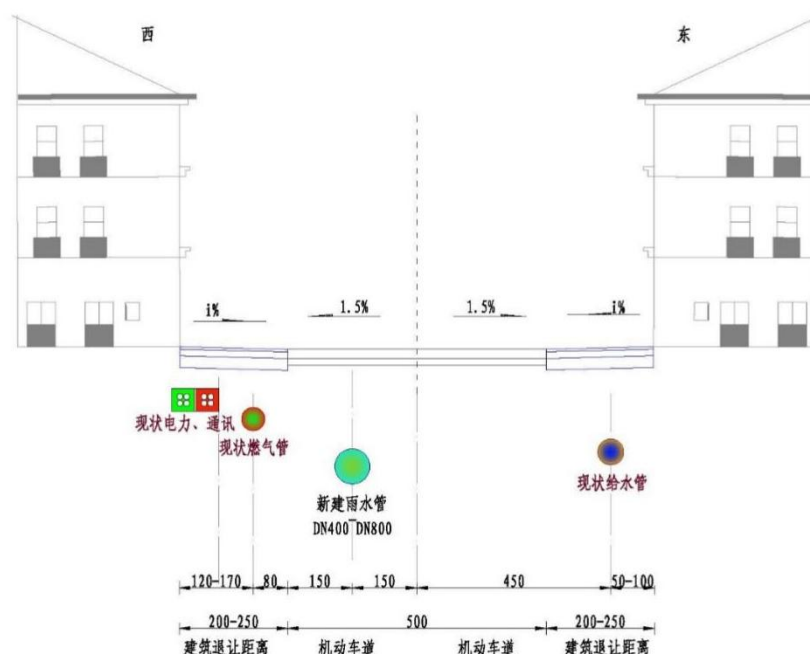 西 东
i% 1.5% 1.5% i%
现状电力、通讯
现状燃气管
现状给水管
新建雨水管
DN400-DN800
120-170 80 150 150 450 50-100
200-250 500 200-250
建筑退让距离 机动车道 机动车道 建筑退让距离